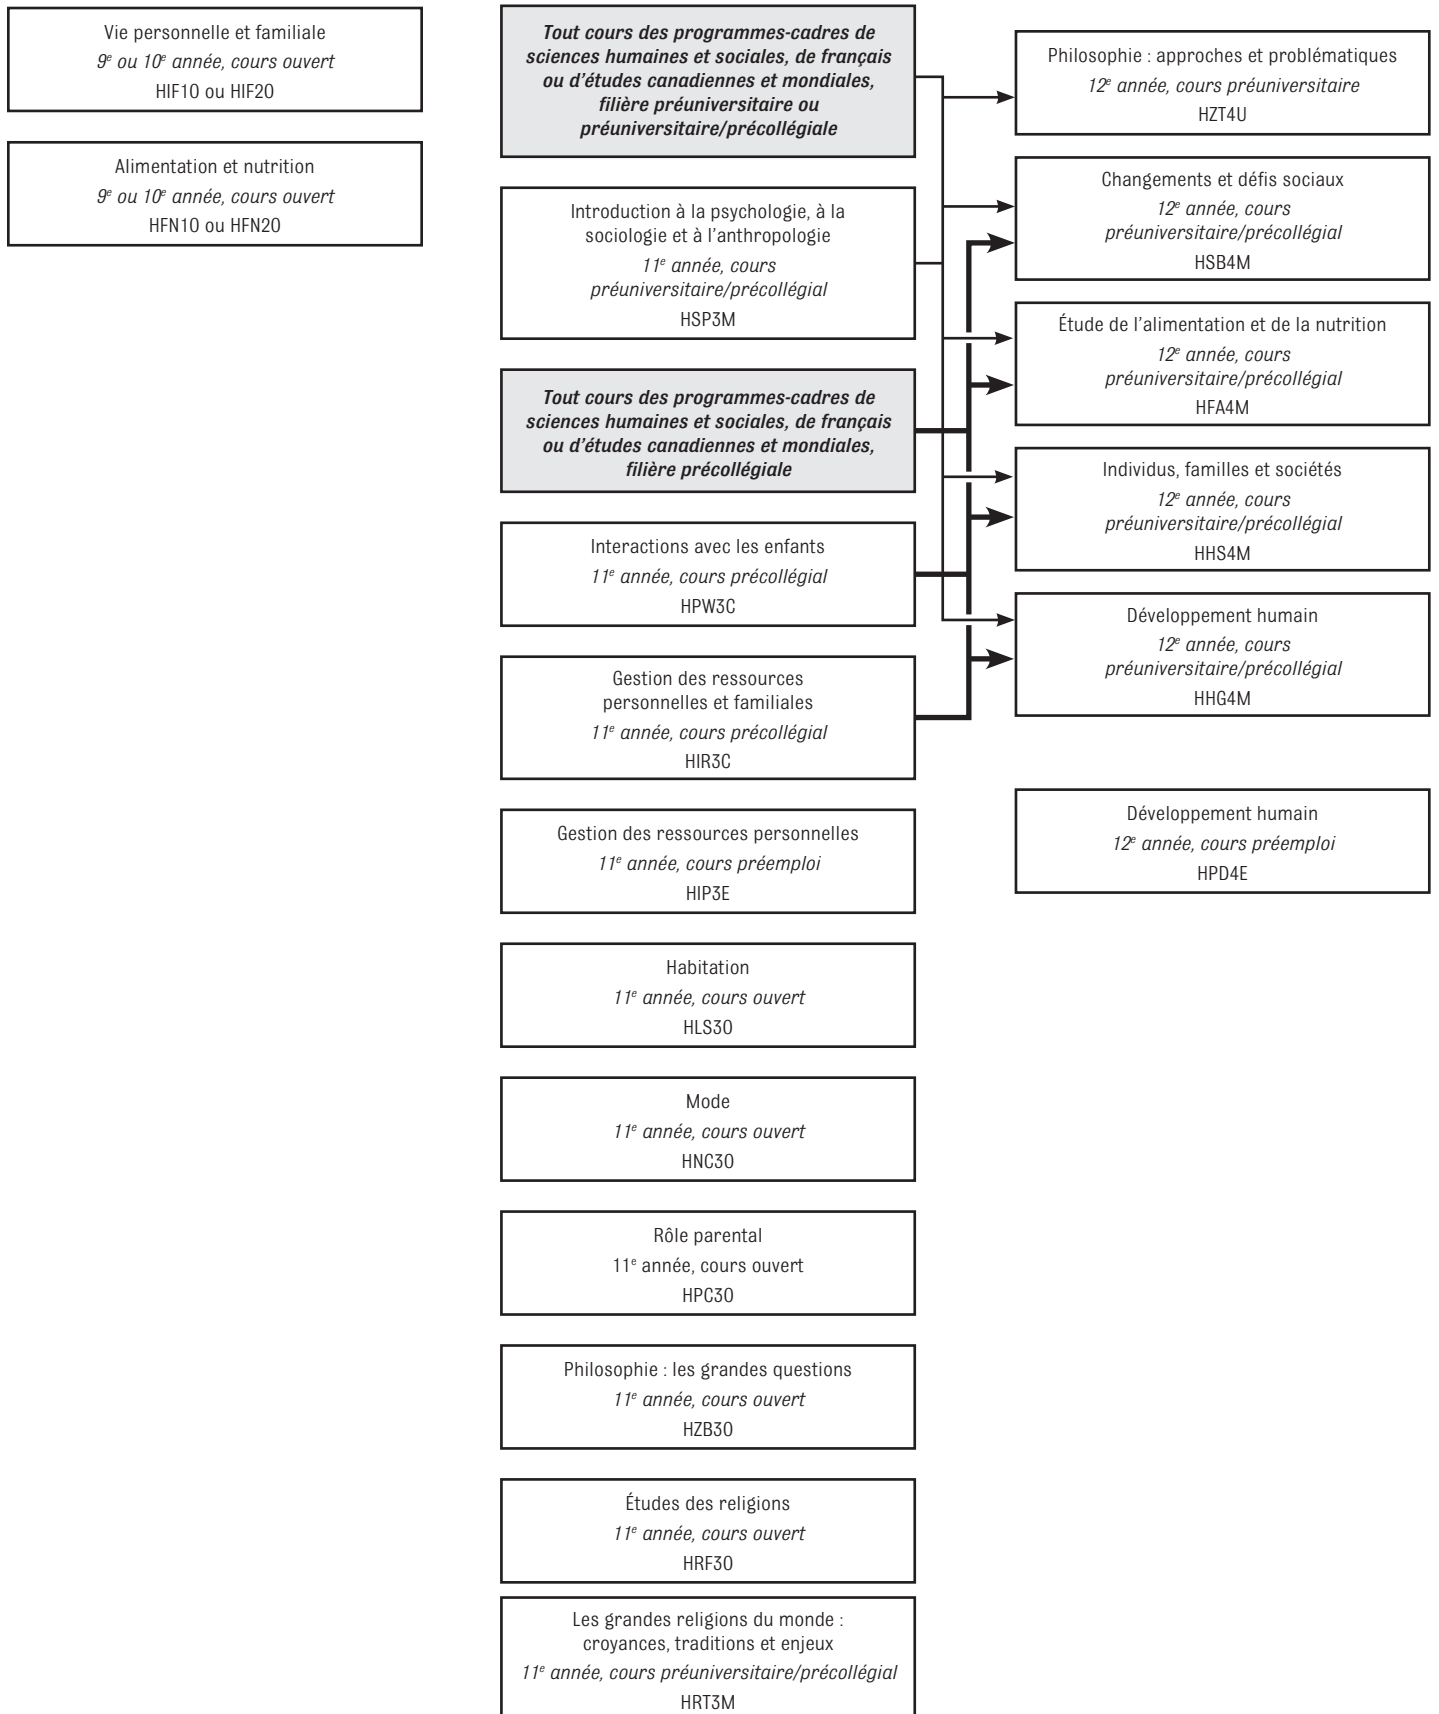 Vie personnelle et familiale
9e ou 10e année, cours ouvert
HIF1O ou HIF2O
Alimentation et nutrition
9e ou 10e année, cours ouvert
HFN1O ou HFN2O
Tout cours des programmes-cadres de
sciences humaines et sociales, de français
ou d'études canadiennes et mondiales,
filière préuniversitaire ou
préuniversitaire/précollégiale
Introduction à la psychologie, à la
sociologie et à l'anthropologie
11e année, cours
préuniversitaire/précollégial
HSP3M
Tout cours des programmes-cadres de
sciences humaines et sociales, de français
ou d'études canadiennes et mondiales,
filière précollégiale
Interactions avec les enfants
11e année, cours précollégial
HPW3C
Gestion des ressources
personnelles et familiales
11e année, cours précollégial
HIR3C
Gestion des ressources personnelles
11e année, cours préemploi
HIP3E
Habitation
11e année, cours ouvert
HLS3O
Mode
11e année, cours ouvert
HNC3O
Rôle parental
11e année, cours ouvert
HPC3O
Philosophie : les grandes questions
11e année, cours ouvert
HZB3O
Études des religions
11e année, cours ouvert
HRF3O
Les grandes religions du monde :
croyances, traditions et enjeux
11e année, cours préuniversitaire/précollégial
HRT3M
Philosophie : approches et problématiques
12e année, cours préuniversitaire
HZT4U
Changements et défis sociaux
12e année, cours
préuniversitaire/précollégial
HSB4M
Étude de l'alimentation et de la nutrition
12e année, cours
préuniversitaire/précollégial
HFA4M
Individus, familles et sociétés
12e année, cours
préuniversitaire/précollégial
HHS4M
Développement humain
12e année, cours
préuniversitaire/précollégial
HHG4M
Développement humain
12e année, cours préemploi
HPD4E